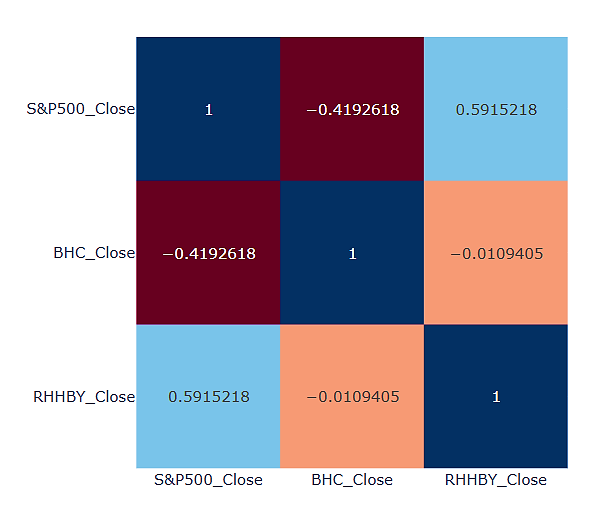 S&P500_Close 1 −0.4192618 0.5915218
BHC_Close −0.4192618 1 −0.0109405
RHHBY_Close 0.5915218 −0.0109405 1
S&P500_Close BHC_Close RHHBY_Close